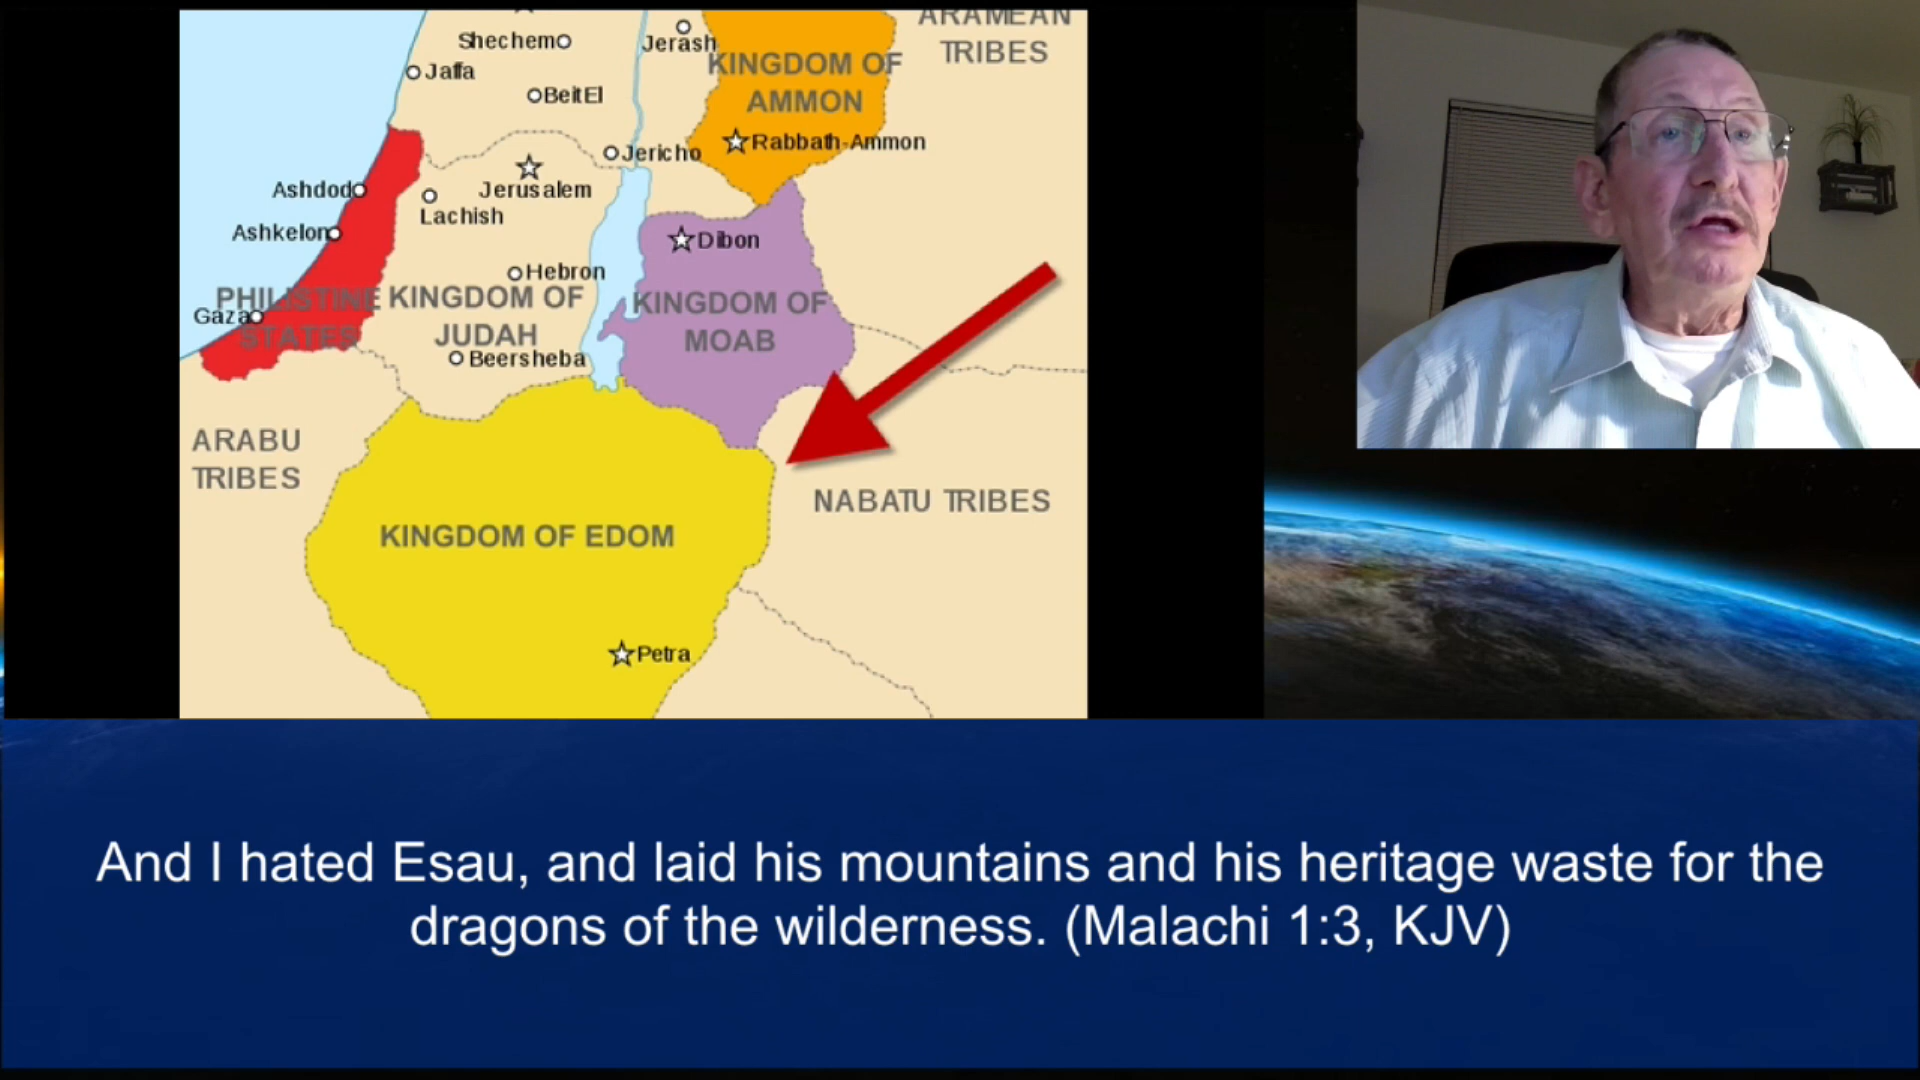 ARAMEAN
TRIBES
Shechem
Jerash
Jaffa
KINGDOM OF
AMMON
BeitEl
Rabbath-Ammon
Jericho
Ashdod
Jerusalem
Lachish
Ashkelon
Dibon
Hebron
PHILISTINE
STATES
Gaza
KINGDOM OF
JUDAH
KINGDOM OF
MOAB
Beersheba
ARABU
TRIBES
NABATU TRIBES
KINGDOM OF EDOM
Petra
And I hated Esau, and laid his mountains and his heritage waste for the
dragons of the wilderness. (Malachi 1:3, KJV)